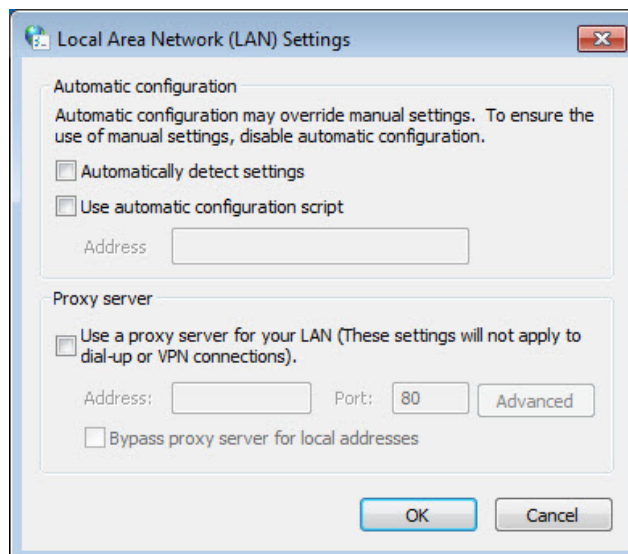 Local Area Network (LAN) Settings
Automatic configuration
Automatic configuration may override manual settings. To ensure the
use of manual settings, disable automatic configuration.
Automatically detect settings
Use automatic configuration script
Address
Proxy server
Use a proxy server for your LAN (These settings will not apply to
dial-up or VPN connections).
Address: Port: 80 Advanced
Bypass proxy server for local addresses
OK Cancel